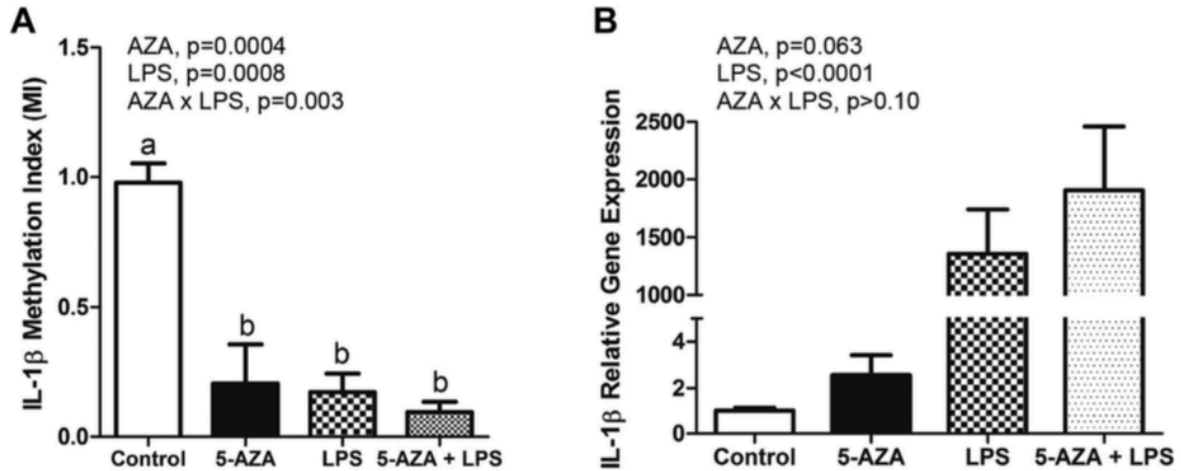 A
IL-1β Methylation Index (MI)
AZA, p=0.0004
LPS, p=0.0008
AZA x LPS, p=0.003
1.5
1.0
0.5
0.0
a
b
b
b
Control 5-AZA LPS 5-AZA + LPS
B
IL-1β Relative Gene Expression
AZA, p=0.063
LPS, p<0.0001
AZA x LPS, p>0.10
2500
2000
1500
1000
4
2
0
Control 5-AZA LPS 5-AZA + LPS